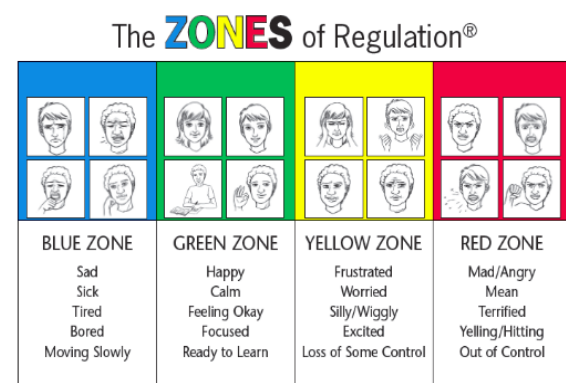 The ZONES of Regulation®
BLUE ZONE
Sad
Sick
Tired
Bored
Moving Slowly
GREEN ZONE
Happy
Calm
Feeling Okay
Focused
Ready to Learn
YELLOW ZONE
Frustrated
Worried
Silly/Wiggly
Excited
Loss of Some Control
RED ZONE
Mad/Angry
Mean
Terrified
Yelling/Hitting
Out of Control